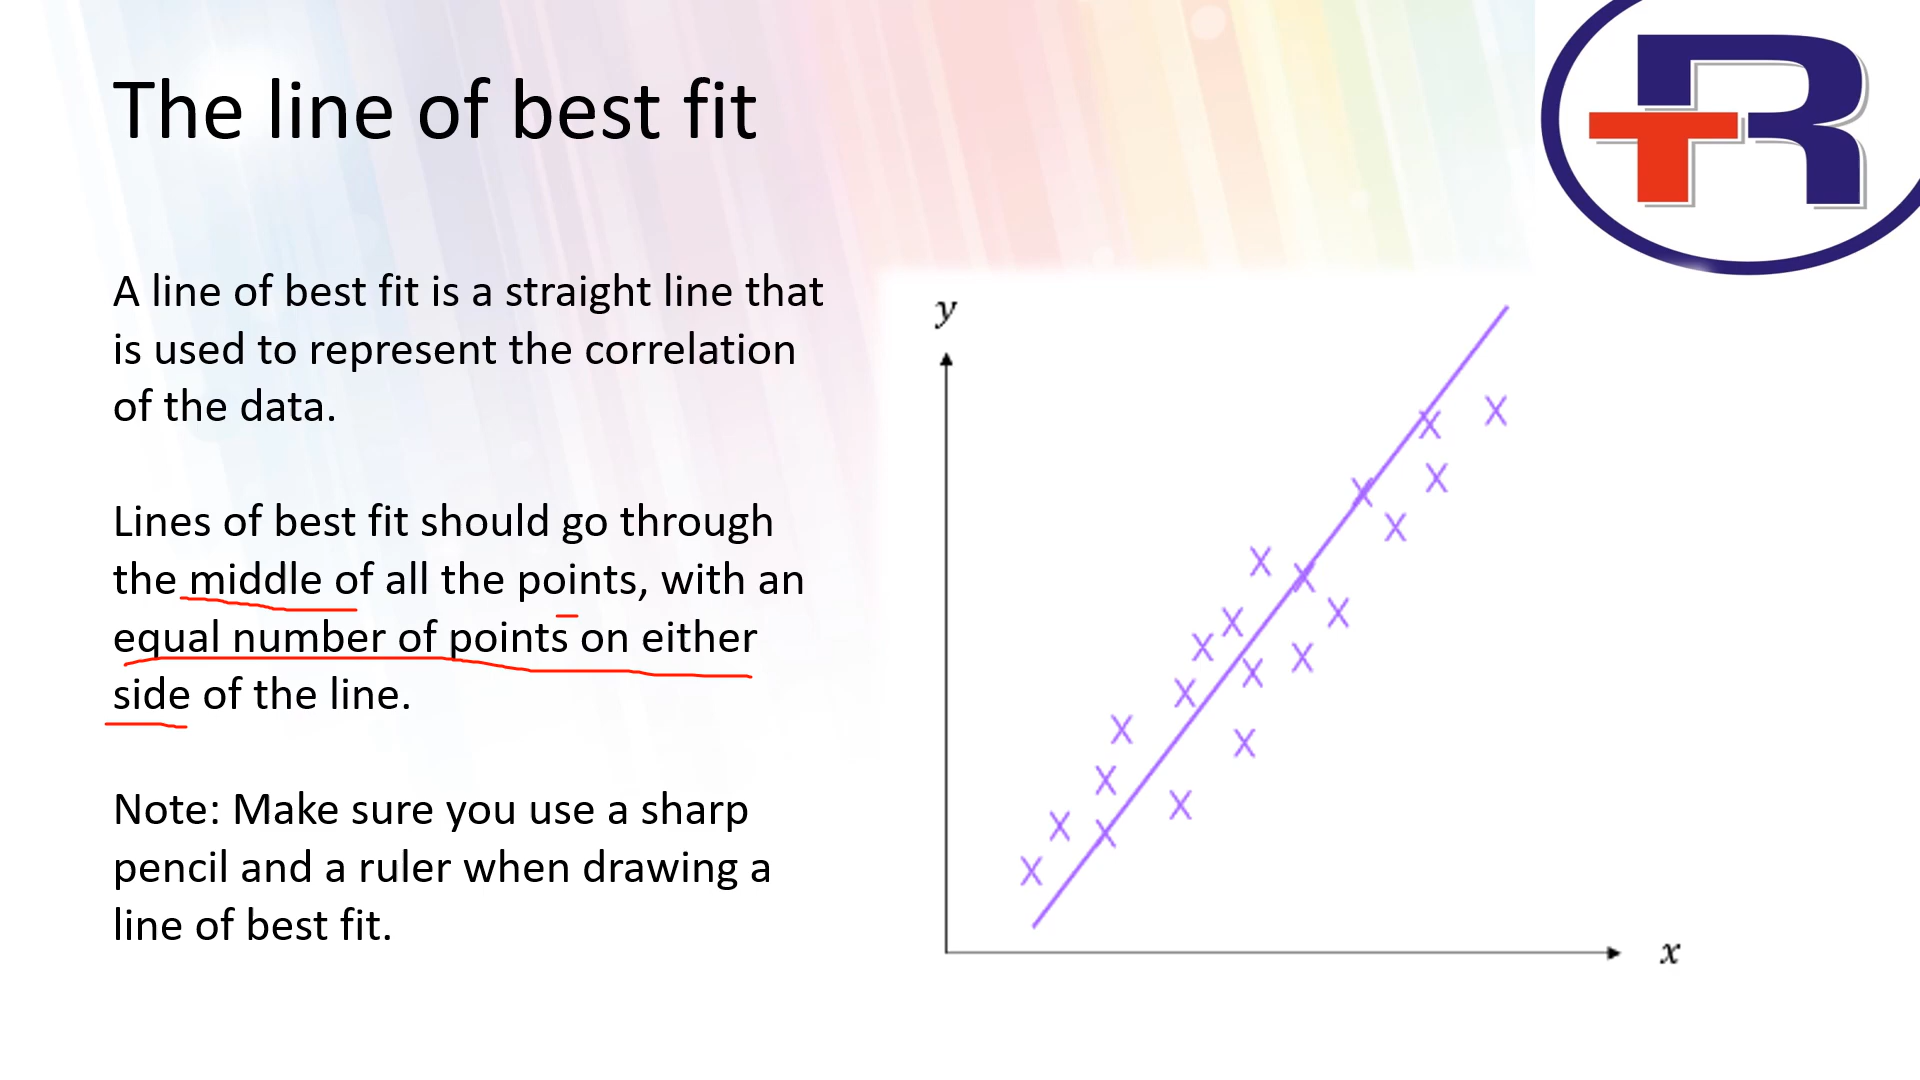 The line of best fit
A line of best fit is a straight line that
is used to represent the correlation
of the data.
Lines of best fit should go through
the middle of all the points, with an
equal number of points on either
side of the line.
Note: Make sure you use a sharp
pencil and a ruler when drawing a
line of best fit.
y
x
TR